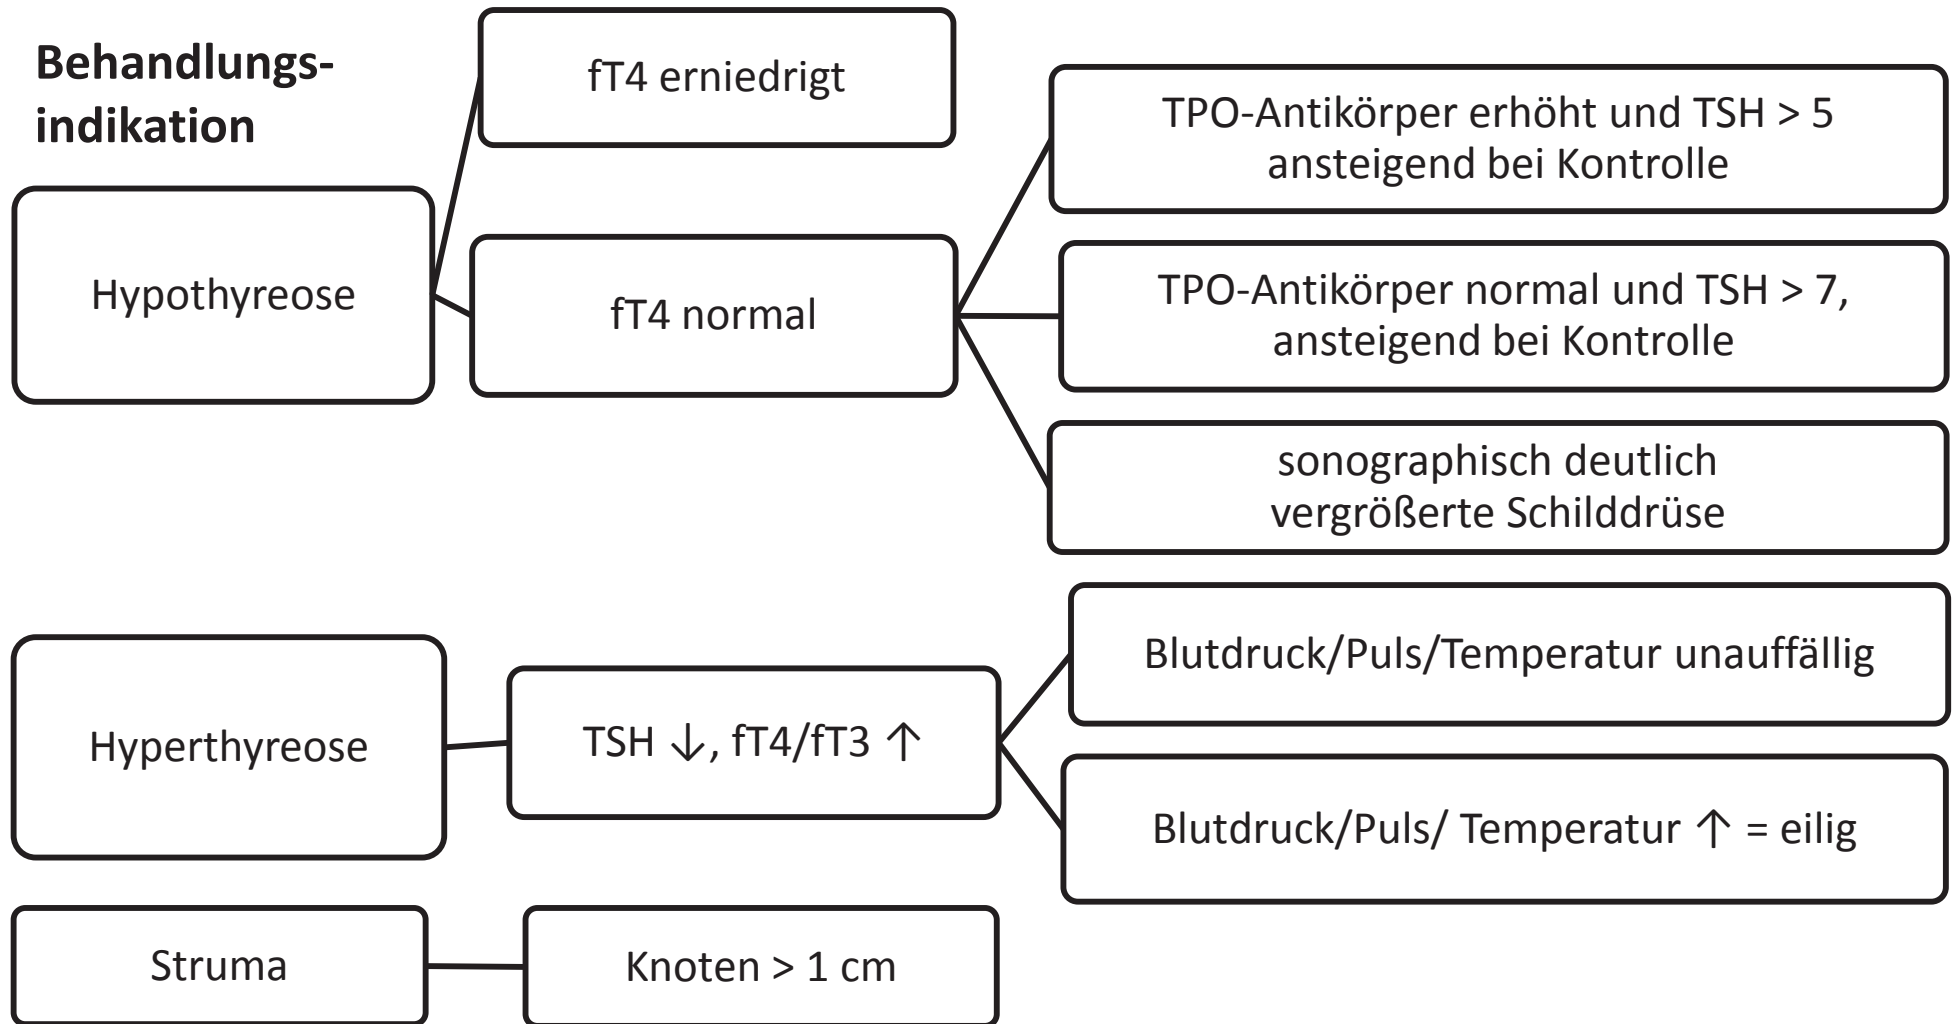 Behandlungs-
indikation
Hypothyreose
fT4 erniedrigt
fT4 normal
TPO-Antikörper erhöht und TSH > 5
ansteigend bei Kontrolle
TPO-Antikörper normal und TSH > 7,
ansteigend bei Kontrolle
sonographisch deutlich
vergrößerte Schilddrüse
Hyperthyreose
TSH ↓, fT4/fT3 ↑
Blutdruck/Puls/Temperatur unauffällig
Blutdruck/Puls/ Temperatur ↑ = eilig
Struma
Knoten > 1 cm